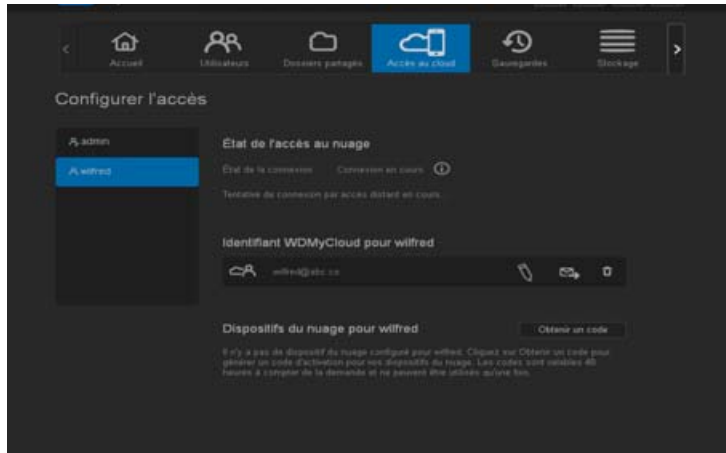 Accueil
Utilisateurs
Dossiers partagés
Accès au cloud
Sauvegardes
Stockage
Configurer l'accès
admin
wilfred
État de l'accès au nuage
État de la connexion Connexion en cours
Tentative de connexion par accès distant en cours...
Identifiant WDMyCloud pour wilfred
wilfred@abc.co
Dispositifs du nuage pour wilfred
Obtenir un code
Il n'y a pas de dispositif du nuage configuré pour wilfred. Cliquez sur Obtenir un code pour
générer un code d'activation pour vos dispositifs du nuage. Les codes sont valables 48
heures à compter de la demande et ne peuvent être utilisés qu'une fois.